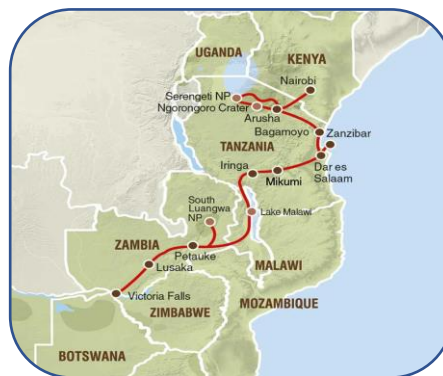 UGANDA
KENYA
Nairobi
Serengeti NP
Ngorongoro Crater
Arusha
Bagamoyo
Zanzibar
TANZANIA
Iringa
Dar es
Salaam
Mikumi
South
Luangwa
NP
Lake Malawi
ZAMBIA
Petauke
Lusaka
MALAWI
Victoria Falls
MOZAMBIQUE
ZIMBABWE
BOTSWANA